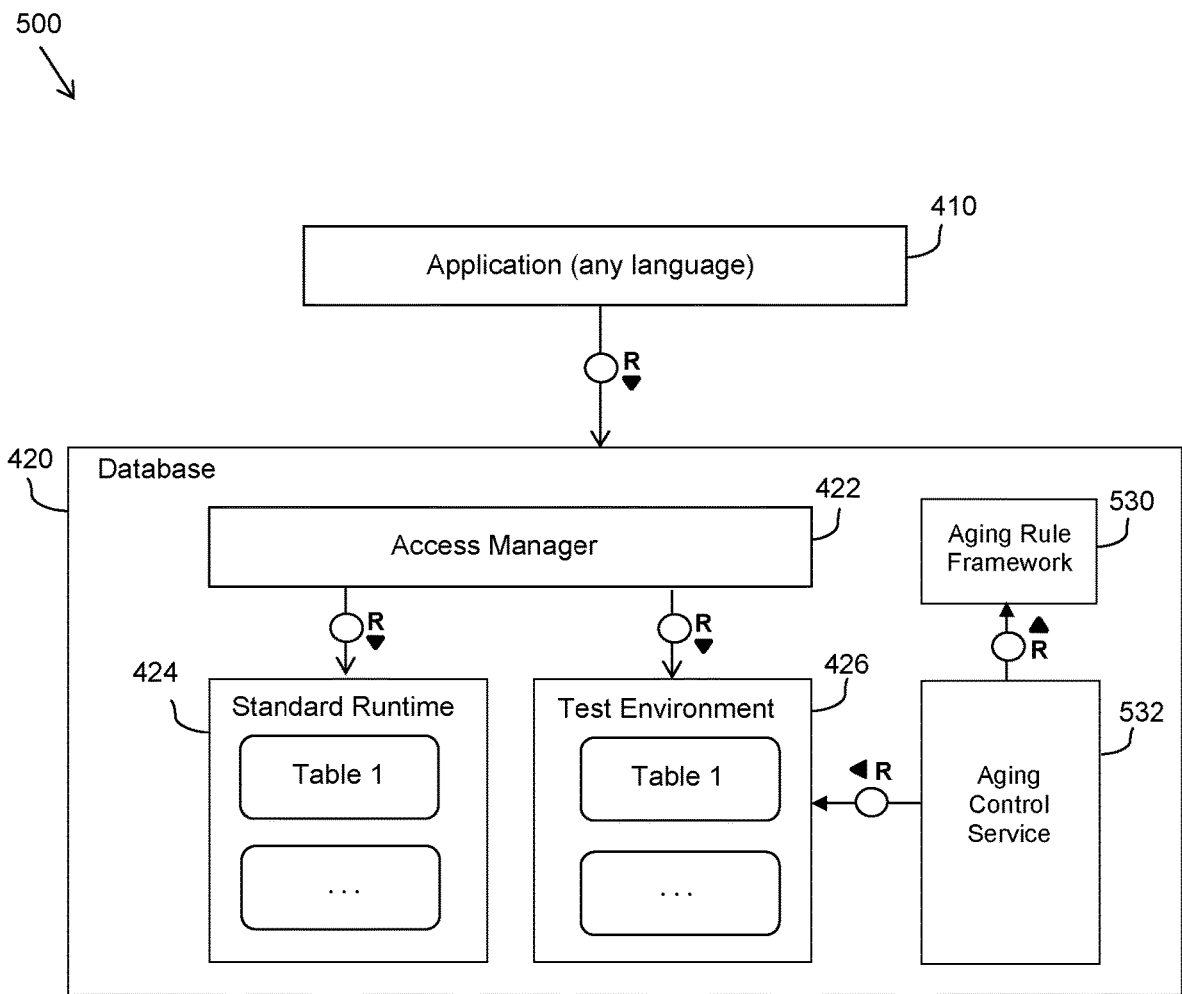 500
410
Application (any language)
R
420
Database
422
Access Manager
530
Aging Rule
Framework
R
R
R
424
426
Standard Runtime
Test Environment
532
Table 1
Table 1
R
Aging
Control
Service
. . .
. . .